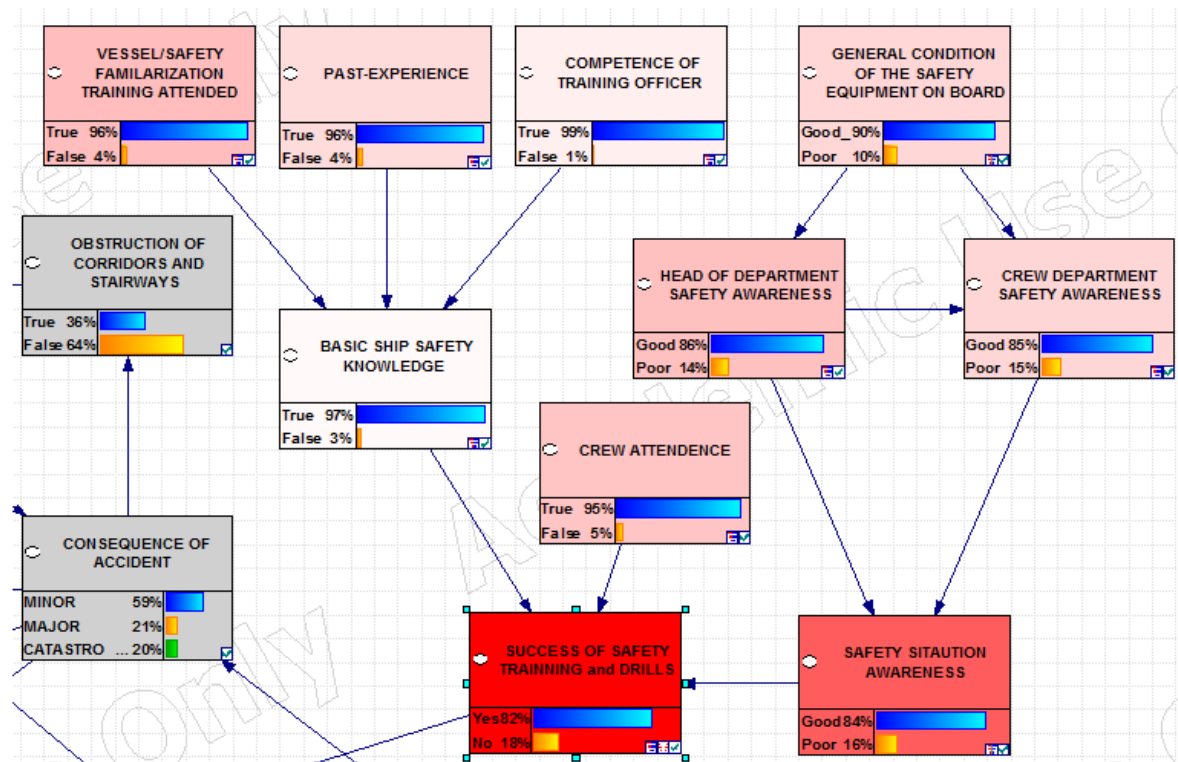 VESSEL/SAFETY
FAMILARIZATION
TRAINING ATTENDED
True 96%
False 4%
PAST-EXPERIENCE
True 96%
False 4%
COMPETENCE OF
TRAINING OFFICER
True 99%
False 1%
GENERAL CONDITION
OF THE SAFETY
EQUIPMENT ON BOARD
Good_90%
Poor 10%
OBSTRUCTION OF
CORRIDORS AND
STAIRWAYS
True 36%
False 64%
BASIC SHIP SAFETY
KNOWLEDGE
True 97%
False 3%
HEAD OF DEPARTMENT
SAFETY AWARENESS
Good 86%
Poor 14%
CREW DEPARTMENT
SAFETY AWARENESS
Good 85%
Poor 15%
CREW ATTENDENCE
True 95%
False 5%
CONSEQUENCE OF
ACCIDENT
MINOR 59%
MAJOR 21%
CATASTRO ... 20%
SUCCESS OF SAFETY
TRAINNING and DRILLS
Yes82%
No 18%
SAFETY SITAUTION
AWARENESS
Good84%
Poor 16%
Only